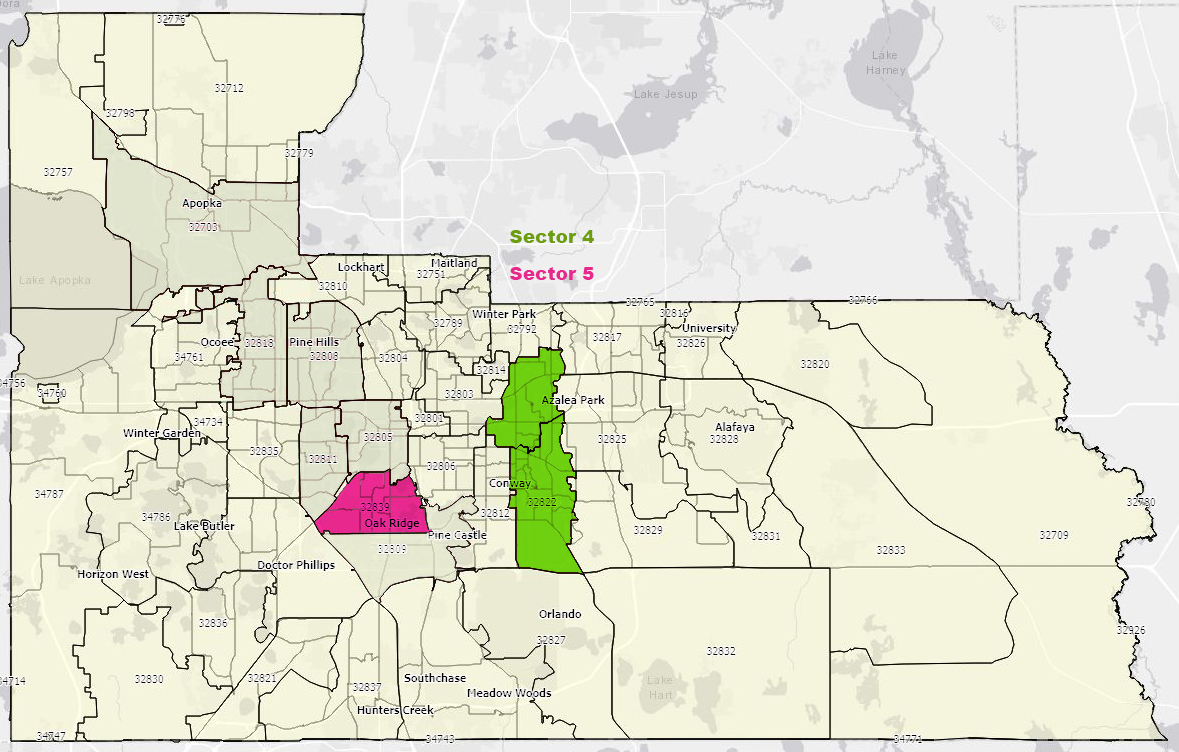 Dora
32776
Lake
Harney
32712
Lake Jesup
32798
32779
32757
Apopka
32703
Sector 4
Sector 5
Lake Apopka
Lockhart
Maitland
32751
32810
32765
32766
Winter Park
32816
32792
32789
University
32817
32826
Ocoee
32818
Pine Hills
34761
32808
32804
32820
32814
34756
34760
32803
Azalea Park
32801
34734
Winter Garden
32805
Alafaya
32825
32828
32835
32811
32806
34787
Conway
32780
32822
32839
32812
34786
Lake Butler
Oak Ridge
32829
Pine Castle
32831
32709
32809
32833
Doctor Phillips
Horizon West
Orlando
32836
32926
32827
32832
34714
32830
32821
Southchase
Lake
Hart
32837
Meadow Woods
Hunters Creek
34747
34743
34771